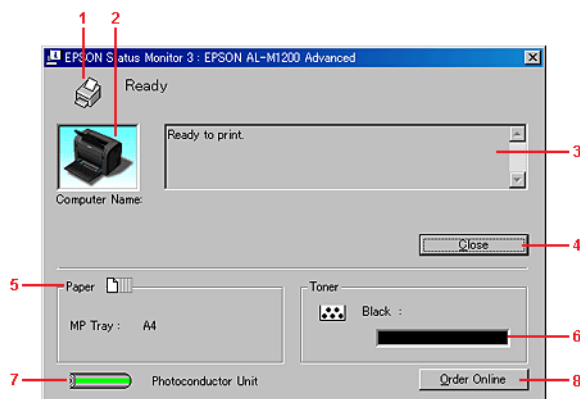 1 2
EPSON Status Monitor 3 : EPSON AL-M1200 Advanced
Ready
Ready to print.
3
Computer Name:
Close 4
5 Paper
Toner
MP Tray : A4
Black :
6
7 Photoconductor Unit
Order Online 8